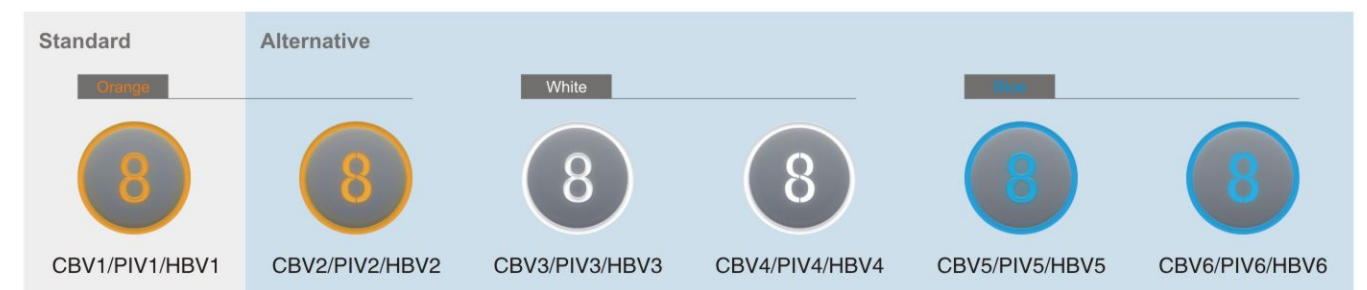 Standard
Alternative
Orange
White
Blue
8
8
8
8
8
8
CBV1/PIV1/HBV1
CBV2/PIV2/HBV2
CBV3/PIV3/HBV3
CBV4/PIV4/HBV4
CBV5/PIV5/HBV5
CBV6/PIV6/HBV6